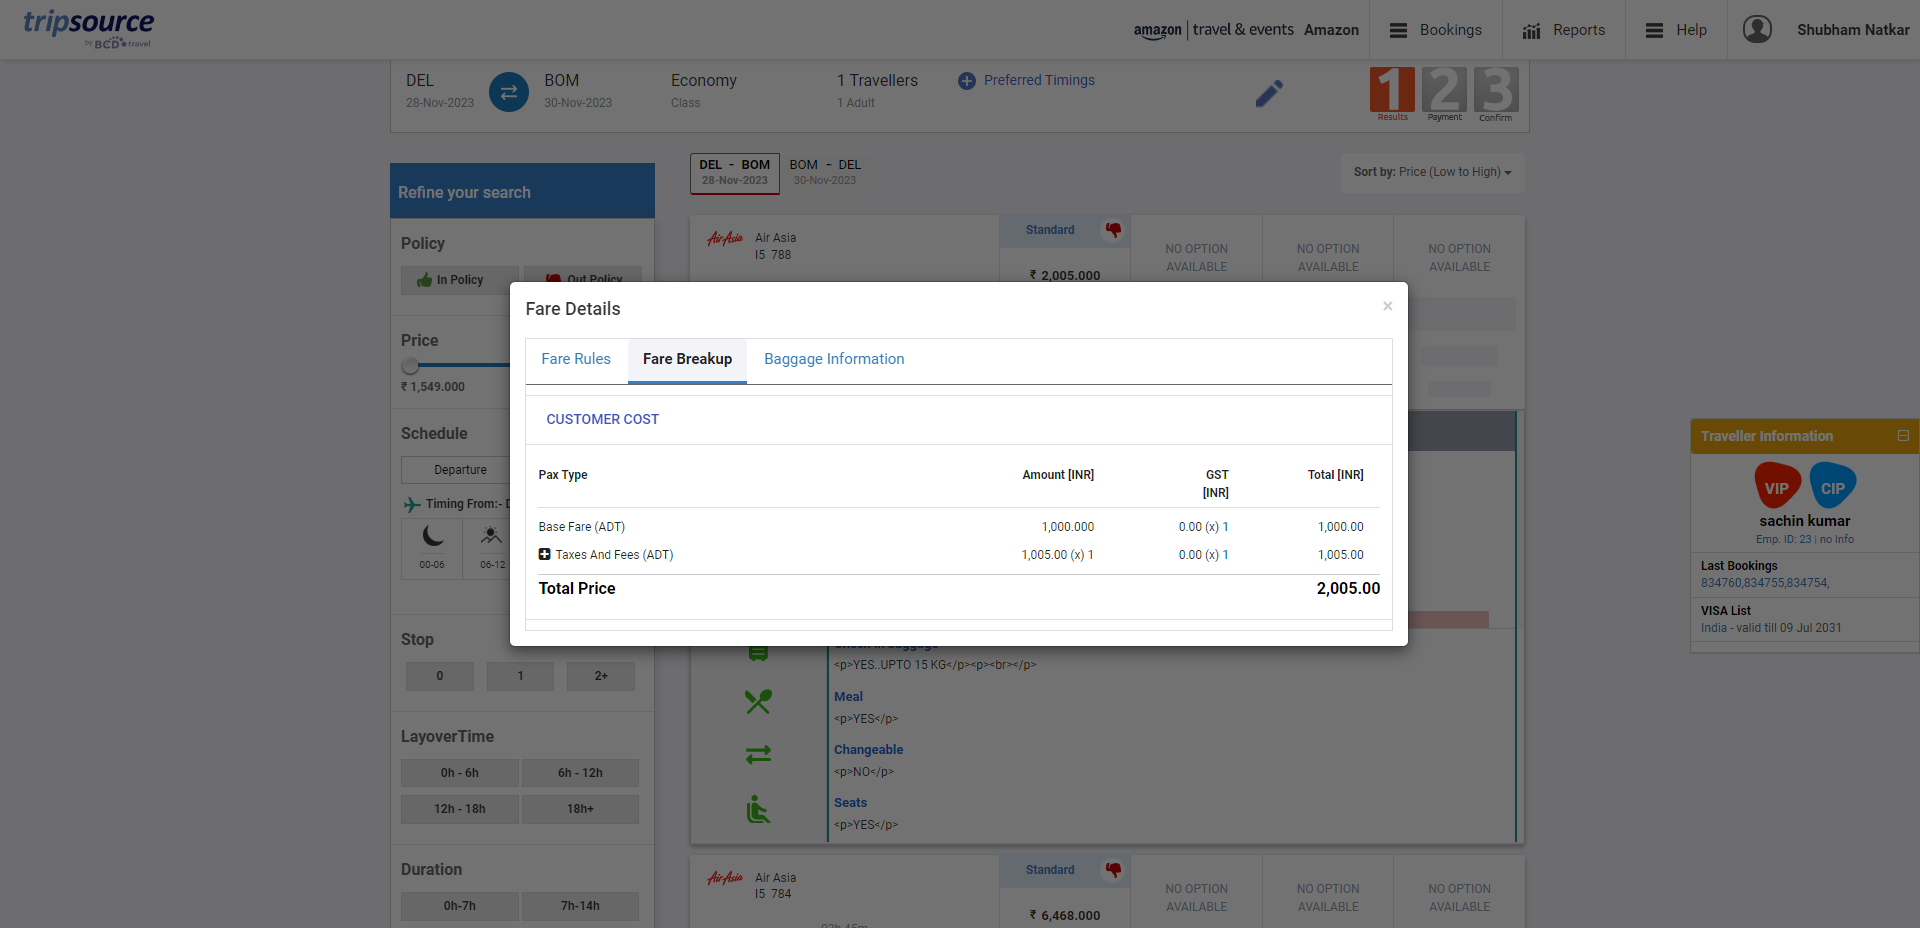 tripsource
by BCD travel
amazon | travel & events Amazon
Bookings
Reports
Help
Shubham Natkar
DEL
28-Nov-2023
BOM
30-Nov-2023
Economy
Class
1 Travellers
1 Adult
Preferred Timings
1 2 3
Results Payment Confirm
DEL - BOM
28-Nov-2023
BOM - DEL
30-Nov-2023
Sort by: Price (Low to High)
Refine your search
Policy
In Policy
Out Policy
Price
₹ 1,549.000
Schedule
Departure
Timing From:-
00-06
06-12
Stop
0 1 2+
LayoverTime
0h - 6h 6h - 12h
12h - 18h 18h+
Duration
0h-7h 7h-14h
AirAsia
Air Asia
I5 788
Standard
₹ 2,005.000
NO OPTION
AVAILABLE
NO OPTION
AVAILABLE
NO OPTION
AVAILABLE
Fare Details
×
Fare Rules
Fare Breakup
Baggage Information
CUSTOMER COST
Pax Type Amount [INR] GST [INR] Total [INR]
Base Fare (ADT) 1,000.000 0.00 (x) 1 1,000.00
Taxes And Fees (ADT) 1,005.00 (x) 1 0.00 (x) 1 1,005.00
Total Price 2,005.00
<p>YES..UPTO 15 KG</p><p><br></p>
Meal
<p>YES</p>
Changeable
<p>NO</p>
Seats
<p>YES</p>
AirAsia
Air Asia
I5 784
Standard
₹ 6,468.000
NO OPTION
AVAILABLE
NO OPTION
AVAILABLE
NO OPTION
AVAILABLE
Traveller Information
VIP CIP
sachin kumar
Emp. ID: 23 | no Info
Last Bookings
834760,834755,834754,
VISA List
India - valid till 09 Jul 2031